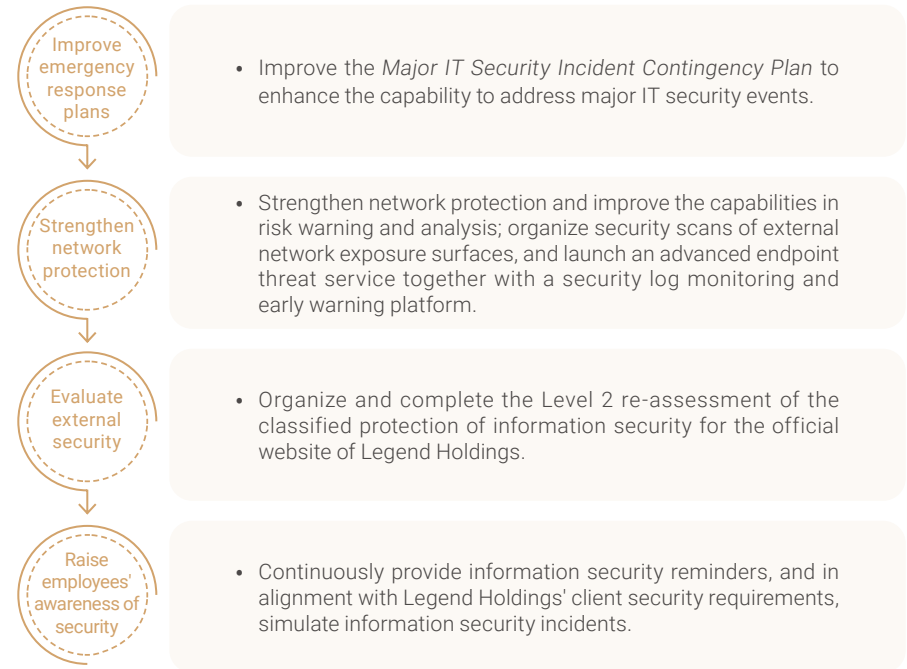 Improve
emergency
response
plans
• Improve the Major IT Security Incident Contingency Plan to
enhance the capability to address major IT security events.
Strengthen
network
protection
• Strengthen network protection and improve the capabilities in
risk warning and analysis; organize security scans of external
network exposure surfaces, and launch an advanced endpoint
threat service together with a security log monitoring and
early warning platform.
Evaluate
external
security
• Organize and complete the Level 2 re-assessment of the
classified protection of information security for the official
website of Legend Holdings.
Raise
employees'
awareness of
security
• Continuously provide information security reminders, and in
alignment with Legend Holdings' client security requirements,
simulate information security incidents.